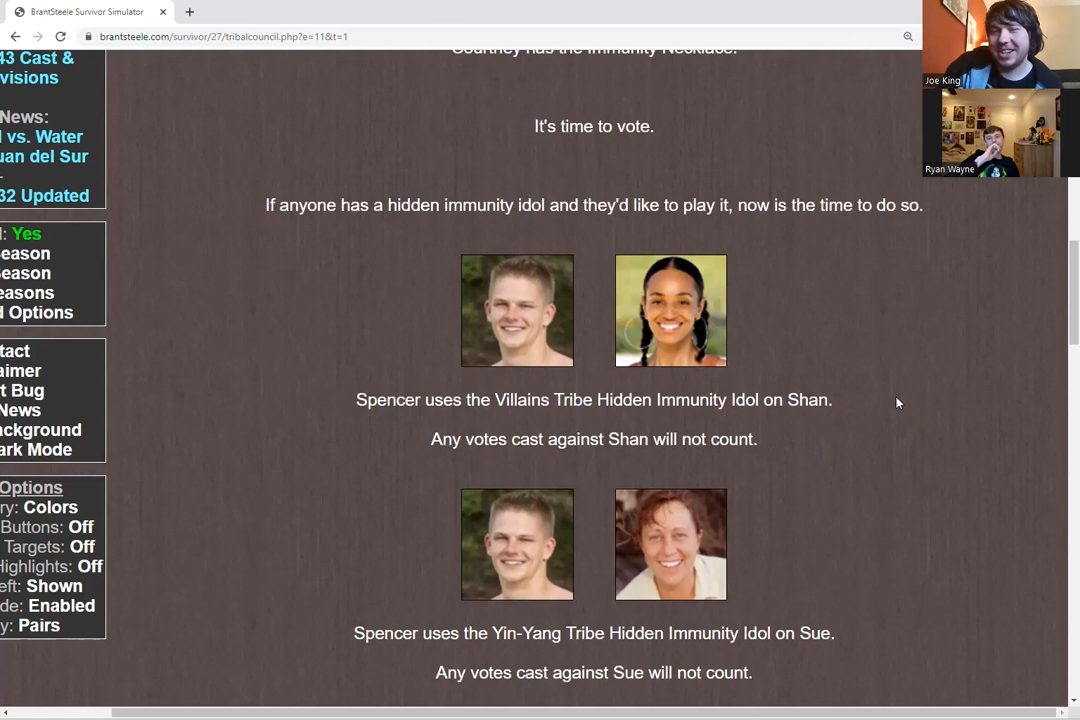 BrantSteele Survivor Simulator
brantsteele.com/survivor/27/tribalcouncil.php?e=11&t=1
Joe King
Ryan Wayne
43 Cast &
visions
News:
vs. Water
uan del Sur
-
32 Updated
: Yes
eason
eason
easons
d Options
tact
aimer
t Bug
News
ackground
ark Mode
Options
ry: Colors
Buttons: Off
Targets: Off
Highlights: Off
eft: Shown
de: Enabled
y: Pairs
Courtney has the Immunity Necklace.
It's time to vote.
If anyone has a hidden immunity idol and they'd like to play it, now is the time to do so.
Spencer uses the Villains Tribe Hidden Immunity Idol on Shan.
Any votes cast against Shan will not count.
Spencer uses the Yin-Yang Tribe Hidden Immunity Idol on Sue.
Any votes cast against Sue will not count.